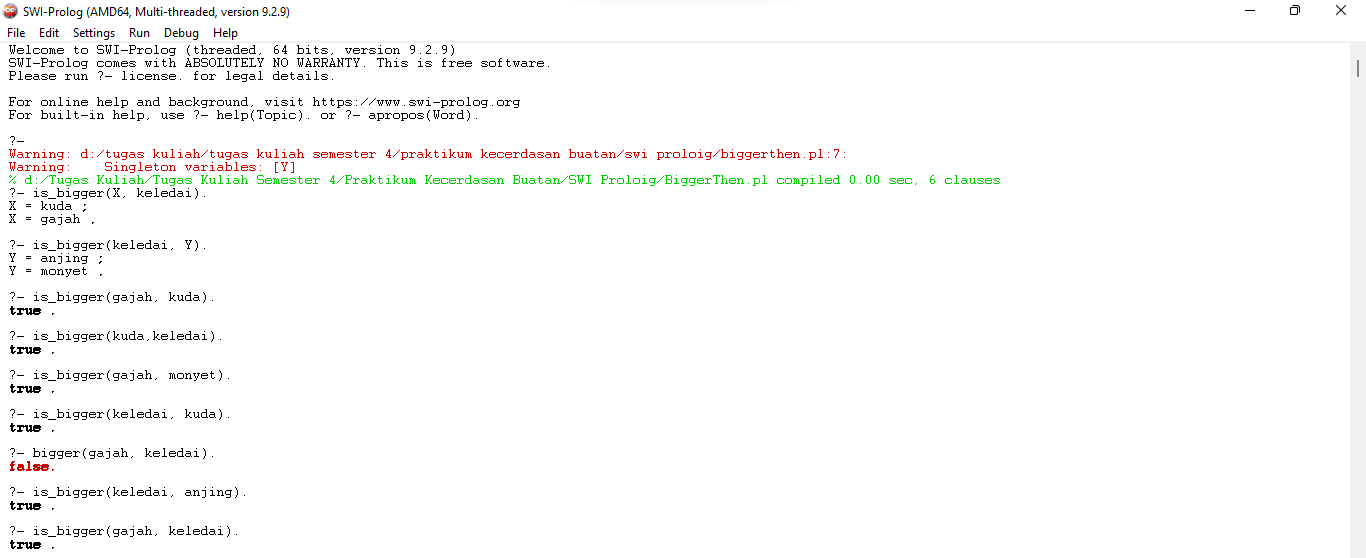 SWI-Prolog (AMD64, Multi-threaded, version 9.2.9)
File Edit Settings Run Debug Help
Welcome to SWI-Prolog (threaded, 64 bits, version 9.2.9)
SWI-Prolog comes with ABSOLUTELY NO WARRANTY. This is free software.
Please run ?- license. for legal details.
For online help and background, visit https://www.swi-prolog.org
For built-in help, use ?- help(Topic). or ?- apropos(Word).
?-
Warning: d:/tugas kuliah/tugas kuliah semester 4/praktikum kecerdasan buatan/swi proloig/biggerthen.pl:7:
Warning:    Singleton variables: [Y]
% d:/Tugas Kuliah/Tugas Kuliah Semester 4/Praktikum Kecerdasan Buatan/SWI Proloig/BiggerThen.pl compiled 0.00 sec, 6 clauses
?- is_bigger(X, keledai).
X = kuda ;
X = gajah .
?- is_bigger(keledai, Y).
Y = anjing ;
Y = monyet .
?- is_bigger(gajah, kuda).
true .
?- is_bigger(kuda,keledai).
true .
?- is_bigger(gajah, monyet).
true .
?- is_bigger(keledai, kuda).
true .
?- bigger(gajah, keledai).
false.
?- is_bigger(keledai, anjing).
true .
?- is_bigger(gajah, keledai).
true .